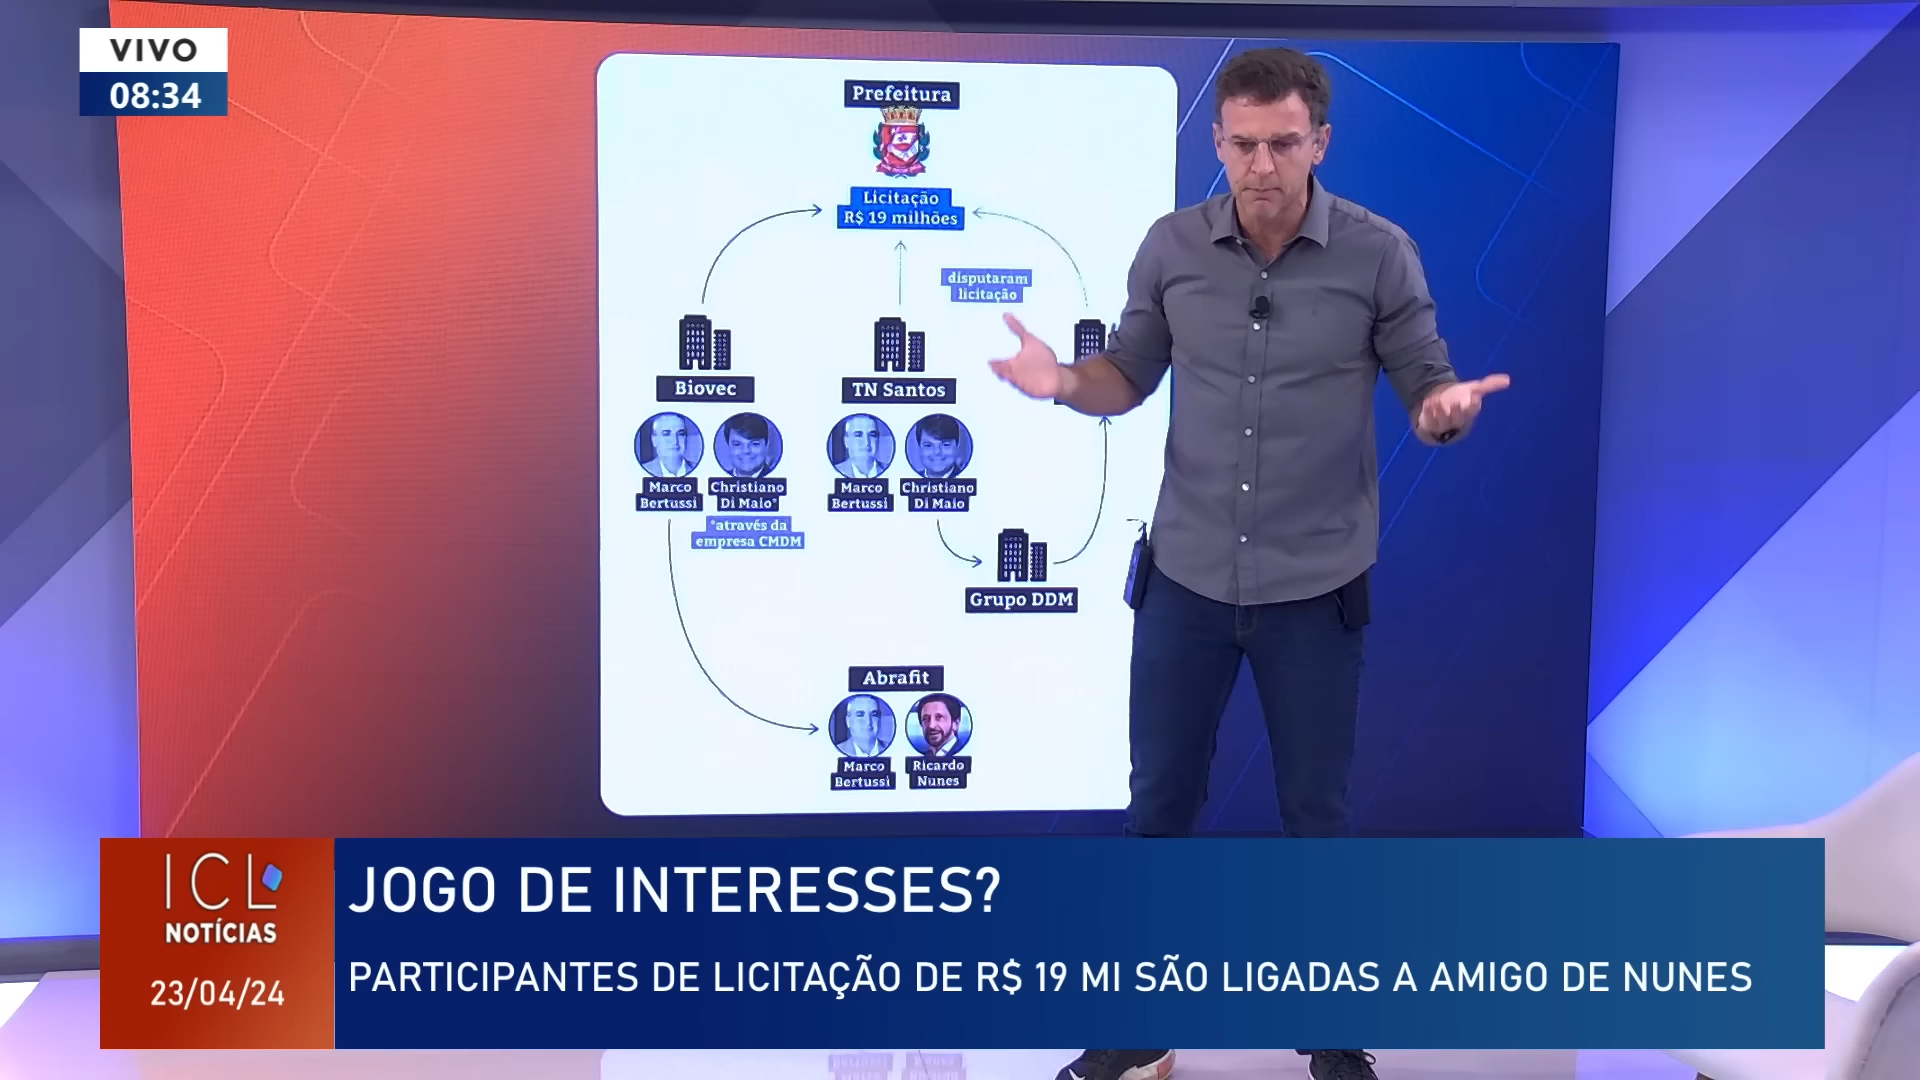 VIVO
08:34
Prefeitura
Licitação
R$ 19 milhões
disputaram
licitação
Biovec
TN Santos
Marco
Bertussi
Christiano
Di Maio*
*através da
empresa CMDM
Marco
Bertussi
Christiano
Di Maio
Grupo DDM
Abrafit
Marco
Bertussi
Ricardo
Nunes
ICL
NOTÍCIAS
23/04/24
JOGO DE INTERESSES?
PARTICIPANTES DE LICITAÇÃO DE R$ 19 MI SÃO LIGADAS A AMIGO DE NUNES